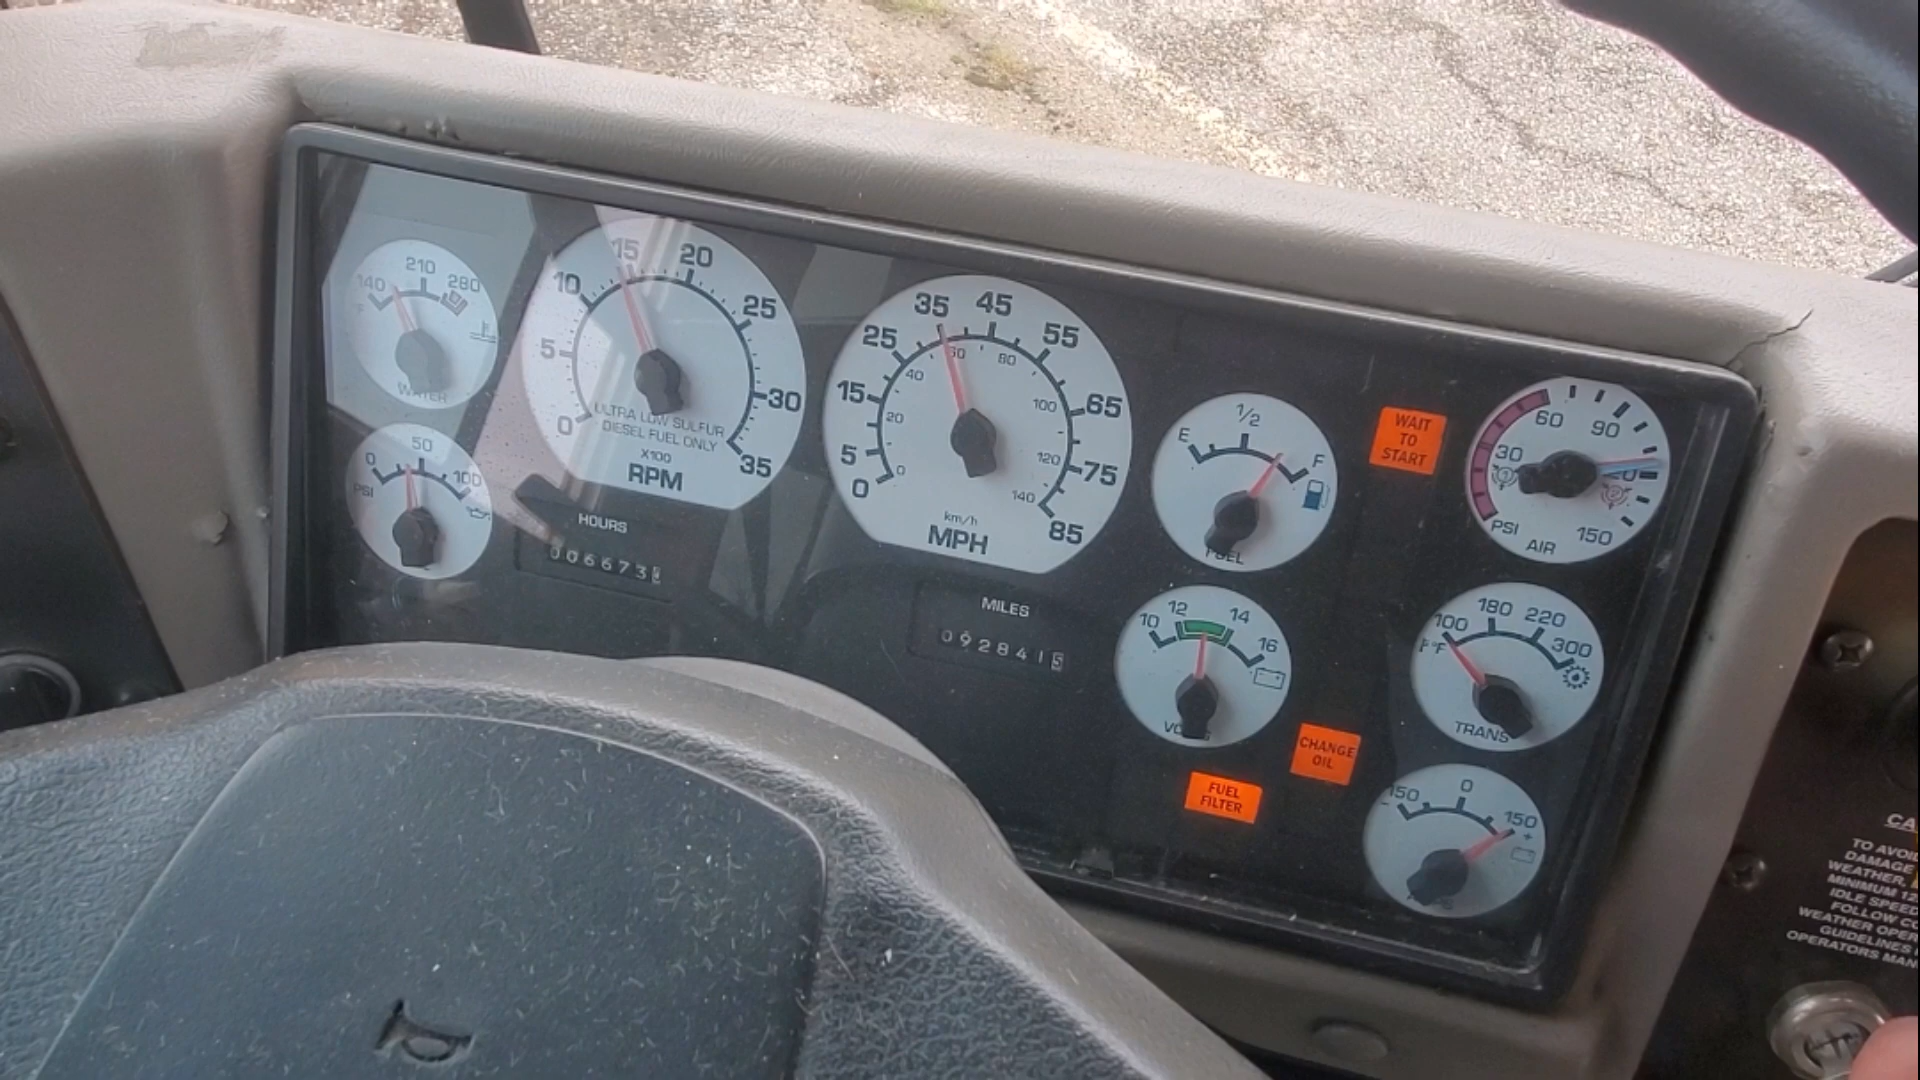 140 210 280
F
WATER
0 50 100
PSI
0 5 10 15 20 25 30 35
ULTRA LOW SULFUR
DIESEL FUEL ONLY
X100
RPM
HOURS
006673
0 5 15 25 35 45 55 65 75 85
0 20 40 60 80 100 120 140
km/h
MPH
MILES
0928415
E 1/2 F
FUEL
10 12 14 16
VOLTS
WAIT
TO
START
30 60 90 150
PSI
AIR
100 180 220 300
°F
TRANS
CHANGE
OIL
FUEL
FILTER
-150 0 150
+
TO AVOI
DAMAGE
WEATHER,
MINIMUM 12
IDLE SPEED
FOLLOW CO
WEATHER OPER
GUIDELINES
OPERATORS MAN